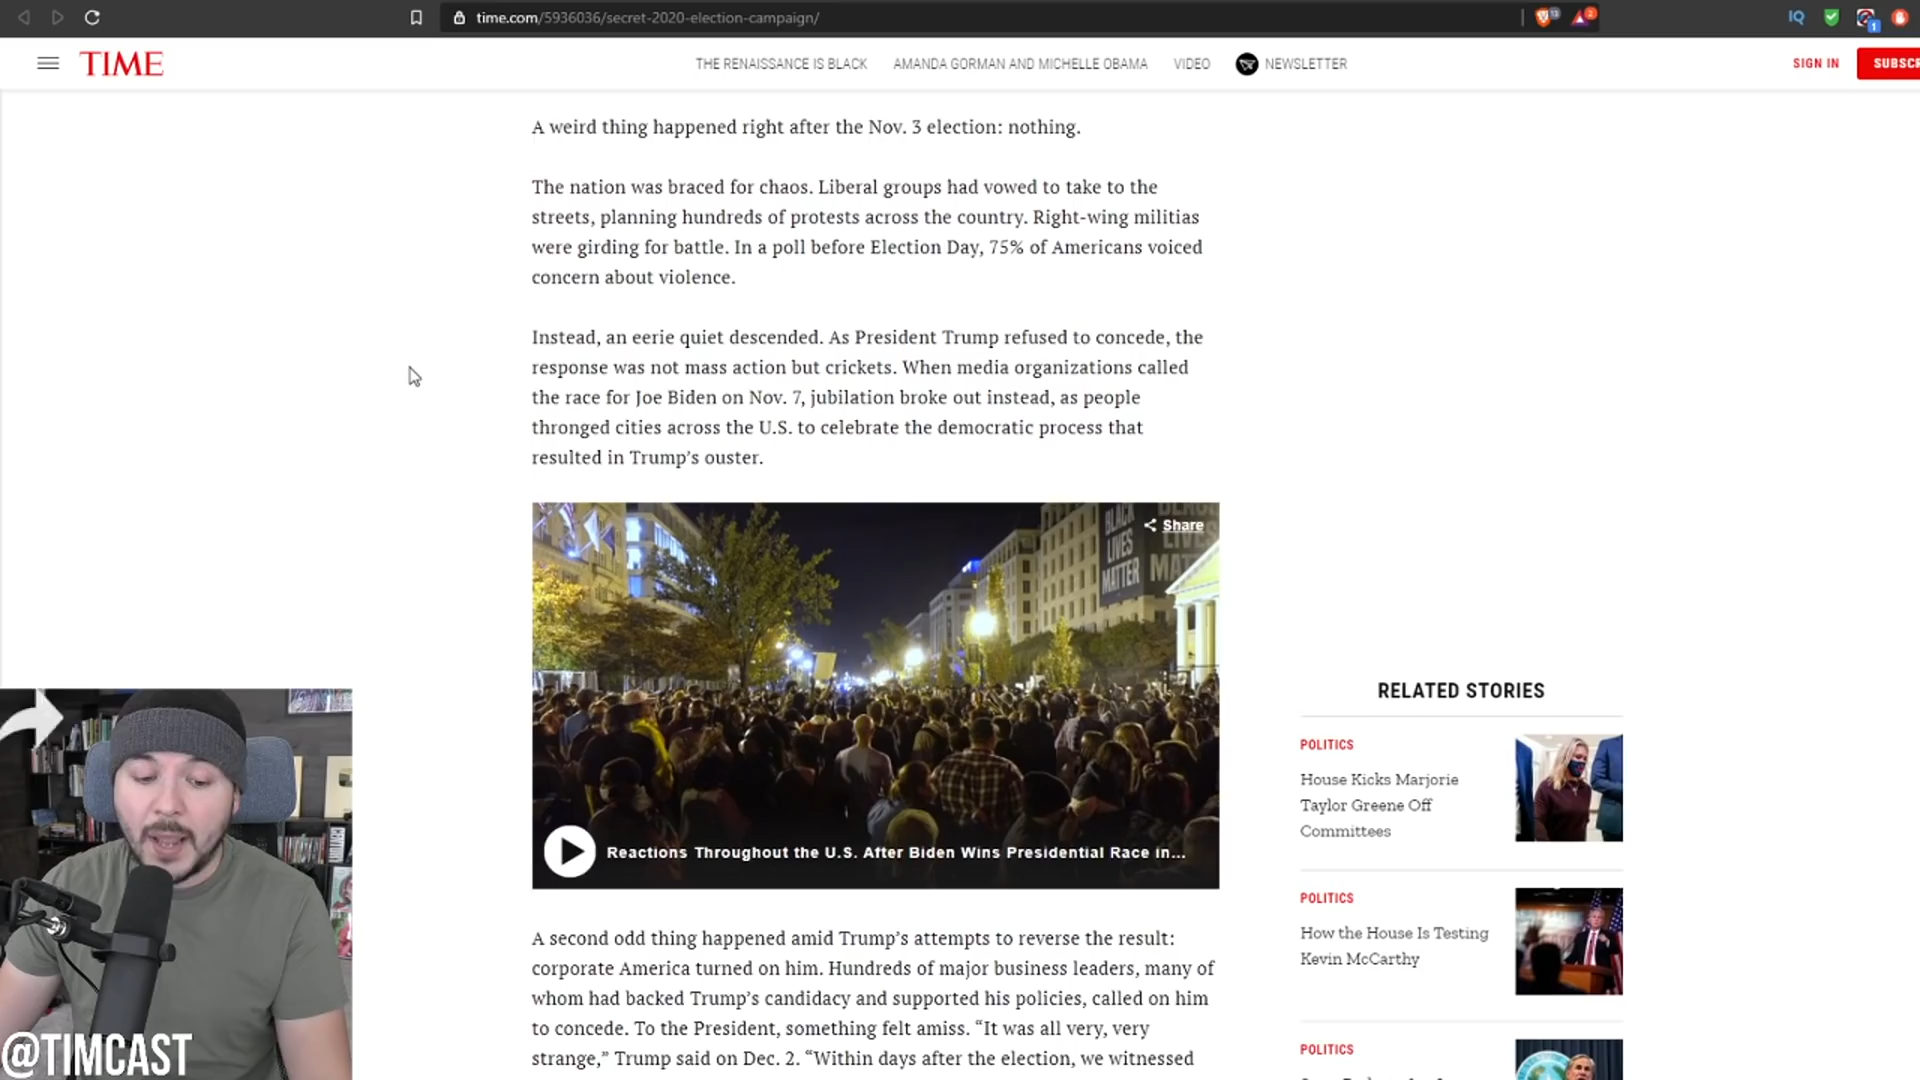 time.com/5936036/secret-2020-election-campaign/
IQ
TIME
THE RENAISSANCE IS BLACK
AMANDA GORMAN AND MICHELLE OBAMA
VIDEO
NEWSLETTER
SIGN IN
SUBSCR
A weird thing happened right after the Nov. 3 election: nothing.
The nation was braced for chaos. Liberal groups had vowed to take to the
streets, planning hundreds of protests across the country. Right-wing militias
were girding for battle. In a poll before Election Day, 75% of Americans voiced
concern about violence.
Instead, an eerie quiet descended. As President Trump refused to concede, the
response was not mass action but crickets. When media organizations called
the race for Joe Biden on Nov. 7, jubilation broke out instead, as people
thronged cities across the U.S. to celebrate the democratic process that
resulted in Trump’s ouster.
Share
BLACK
LIVES
MATTER
Reactions Throughout the U.S. After Biden Wins Presidential Race in...
A second odd thing happened amid Trump’s attempts to reverse the result:
corporate America turned on him. Hundreds of major business leaders, many of
whom had backed Trump’s candidacy and supported his policies, called on him
to concede. To the President, something felt amiss. “It was all very, very
strange,” Trump said on Dec. 2. “Within days after the election, we witnessed
RELATED STORIES
POLITICS
House Kicks Marjorie
Taylor Greene Off
Committees
POLITICS
How the House Is Testing
Kevin McCarthy
POLITICS
@TIMCAST